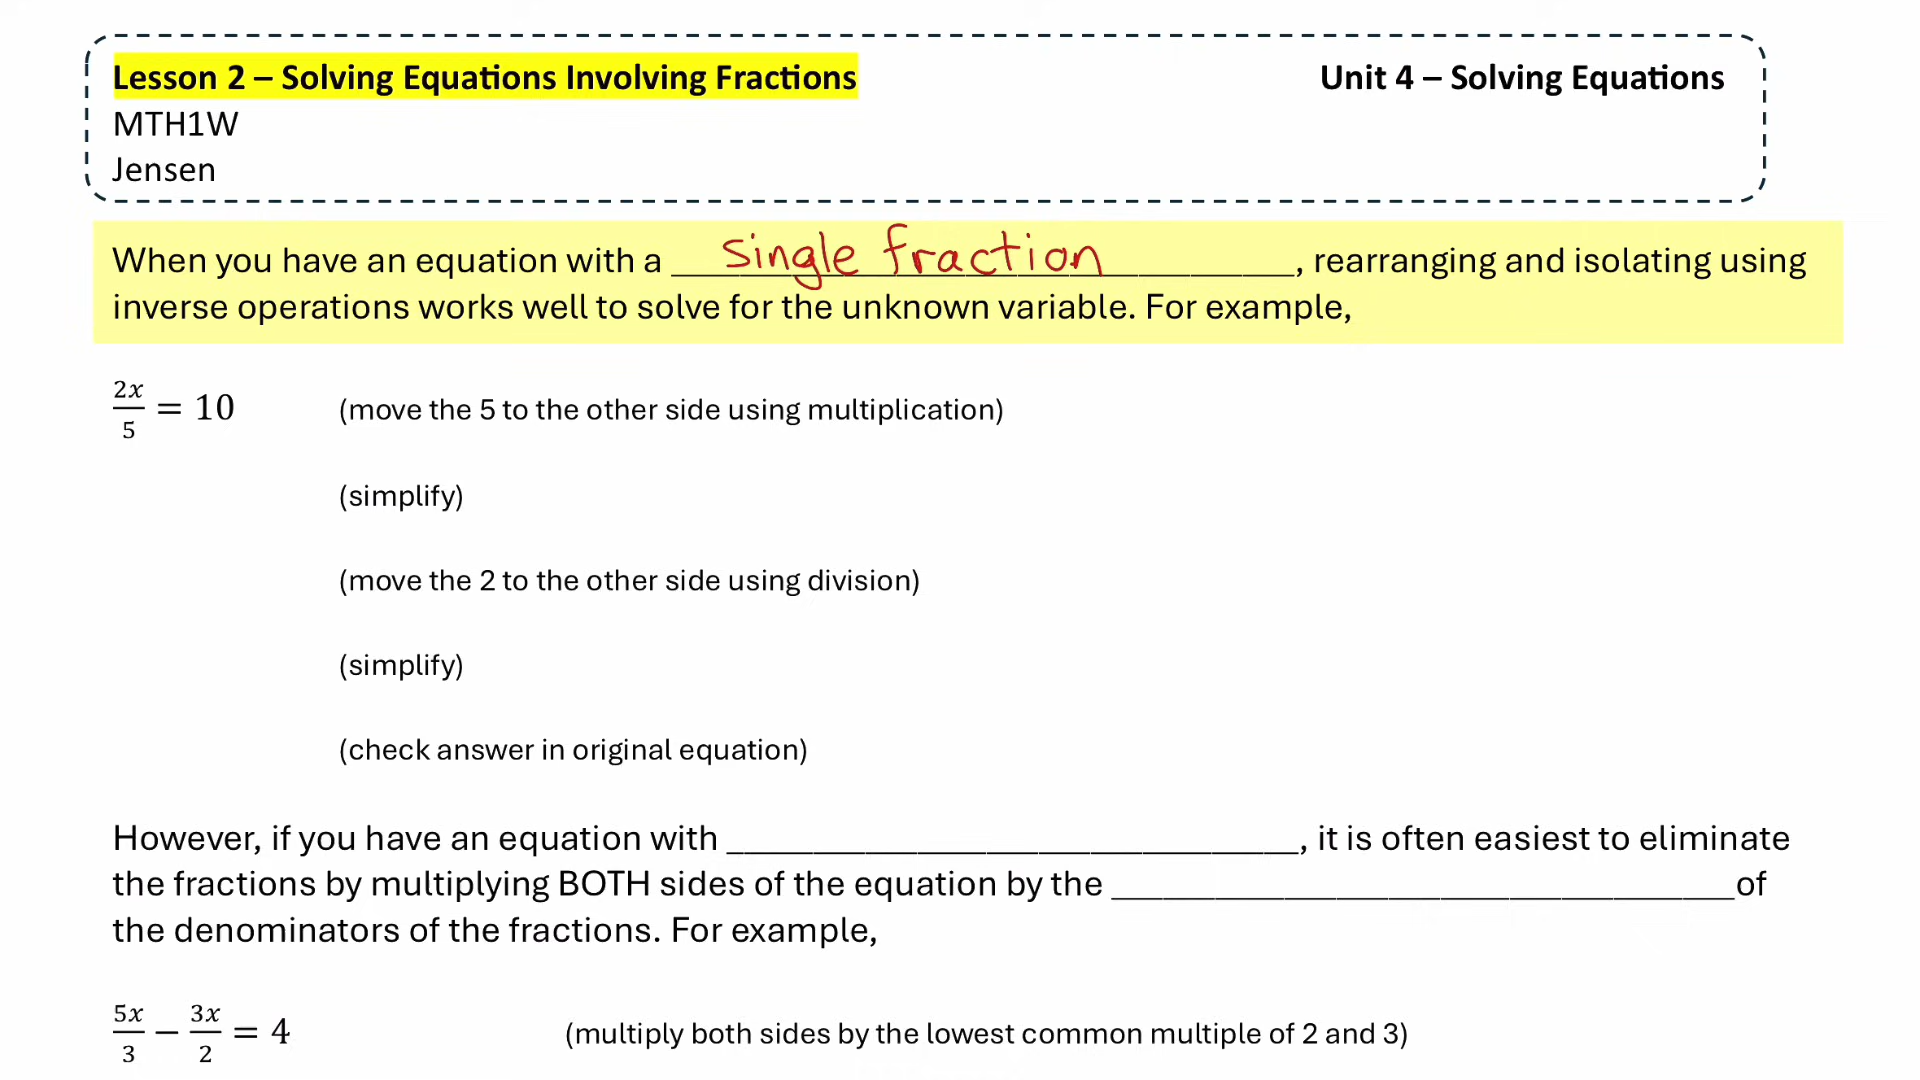 Lesson 2 – Solving Equations Involving Fractions Unit 4 – Solving Equations
MTH1W
Jensen
When you have an equation with a single fraction, rearranging and isolating using
inverse operations works well to solve for the unknown variable. For example,
2x/5 = 10 (move the 5 to the other side using multiplication)
(simplify)
(move the 2 to the other side using division)
(simplify)
(check answer in original equation)
However, if you have an equation with ______________________________, it is often easiest to eliminate
the fractions by multiplying BOTH sides of the equation by the ________________________________of
the denominators of the fractions. For example,
5x/3 − 3x/2 = 4 (multiply both sides by the lowest common multiple of 2 and 3)